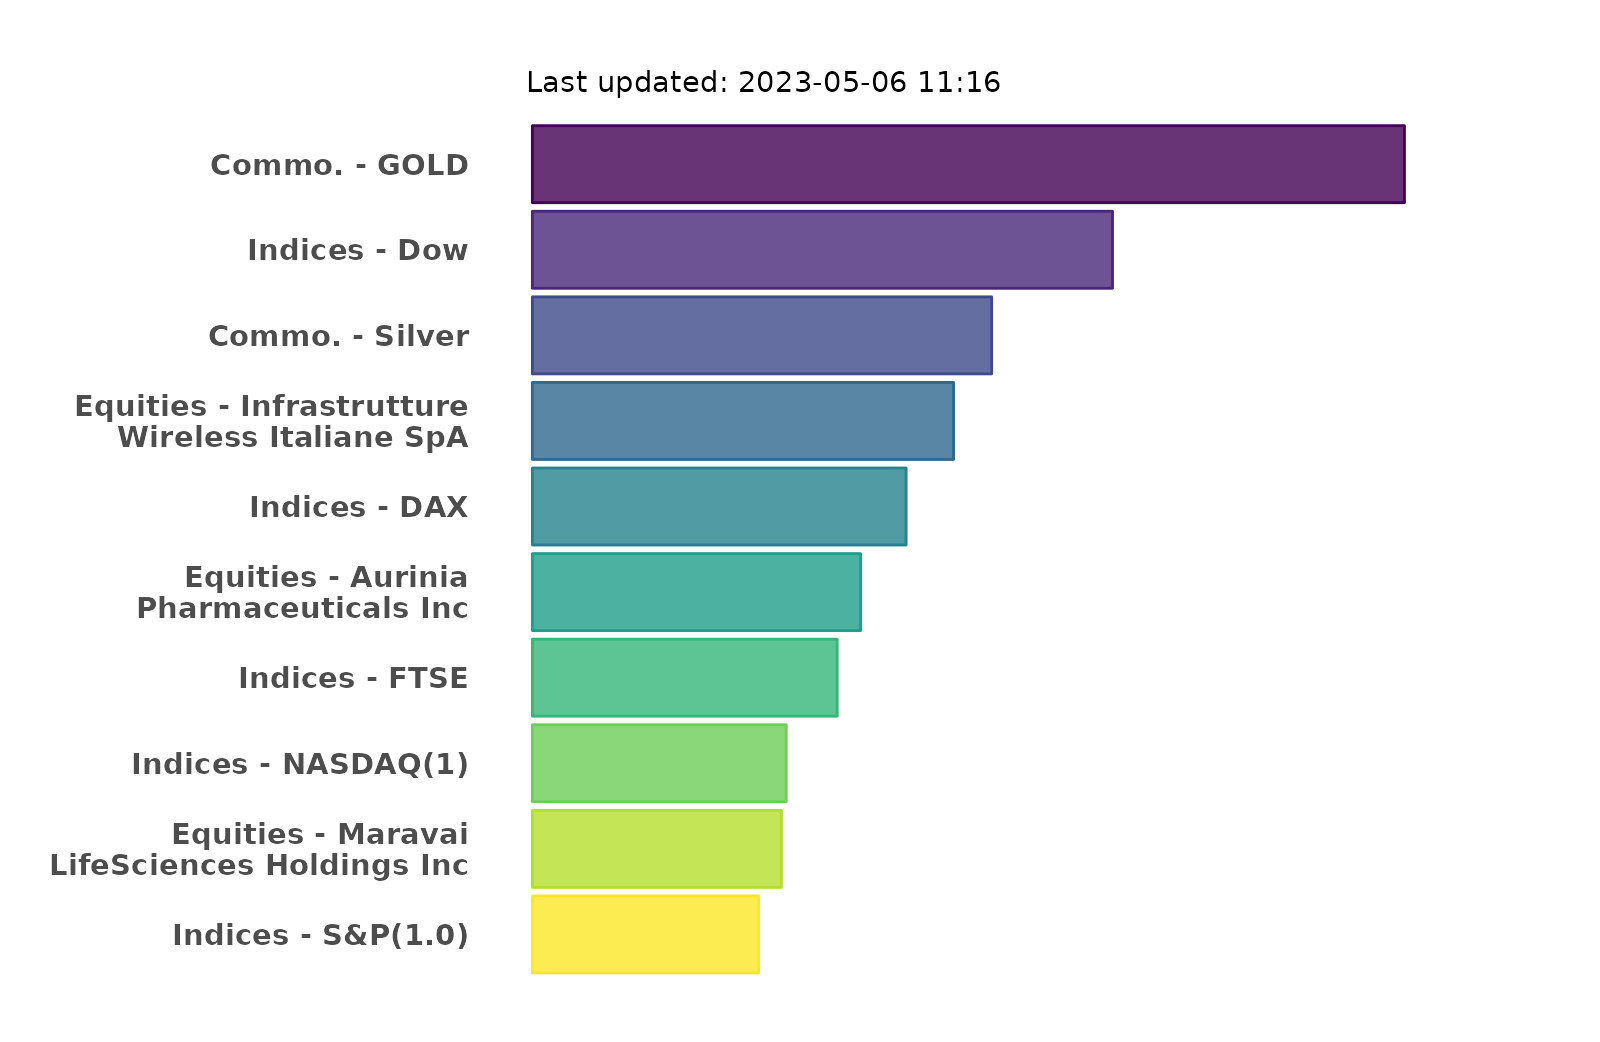 Last updated: 2023-05-06 11:16
Commo. - GOLD
Indices - Dow
Commo. - Silver
Equities - Infrastrutture
Wireless Italiane SpA
Indices - DAX
Equities - Aurinia
Pharmaceuticals Inc
Indices - FTSE
Indices - NASDAQ(1)
Equities - Maravai
LifeSciences Holdings Inc
Indices - S&P(1.0)